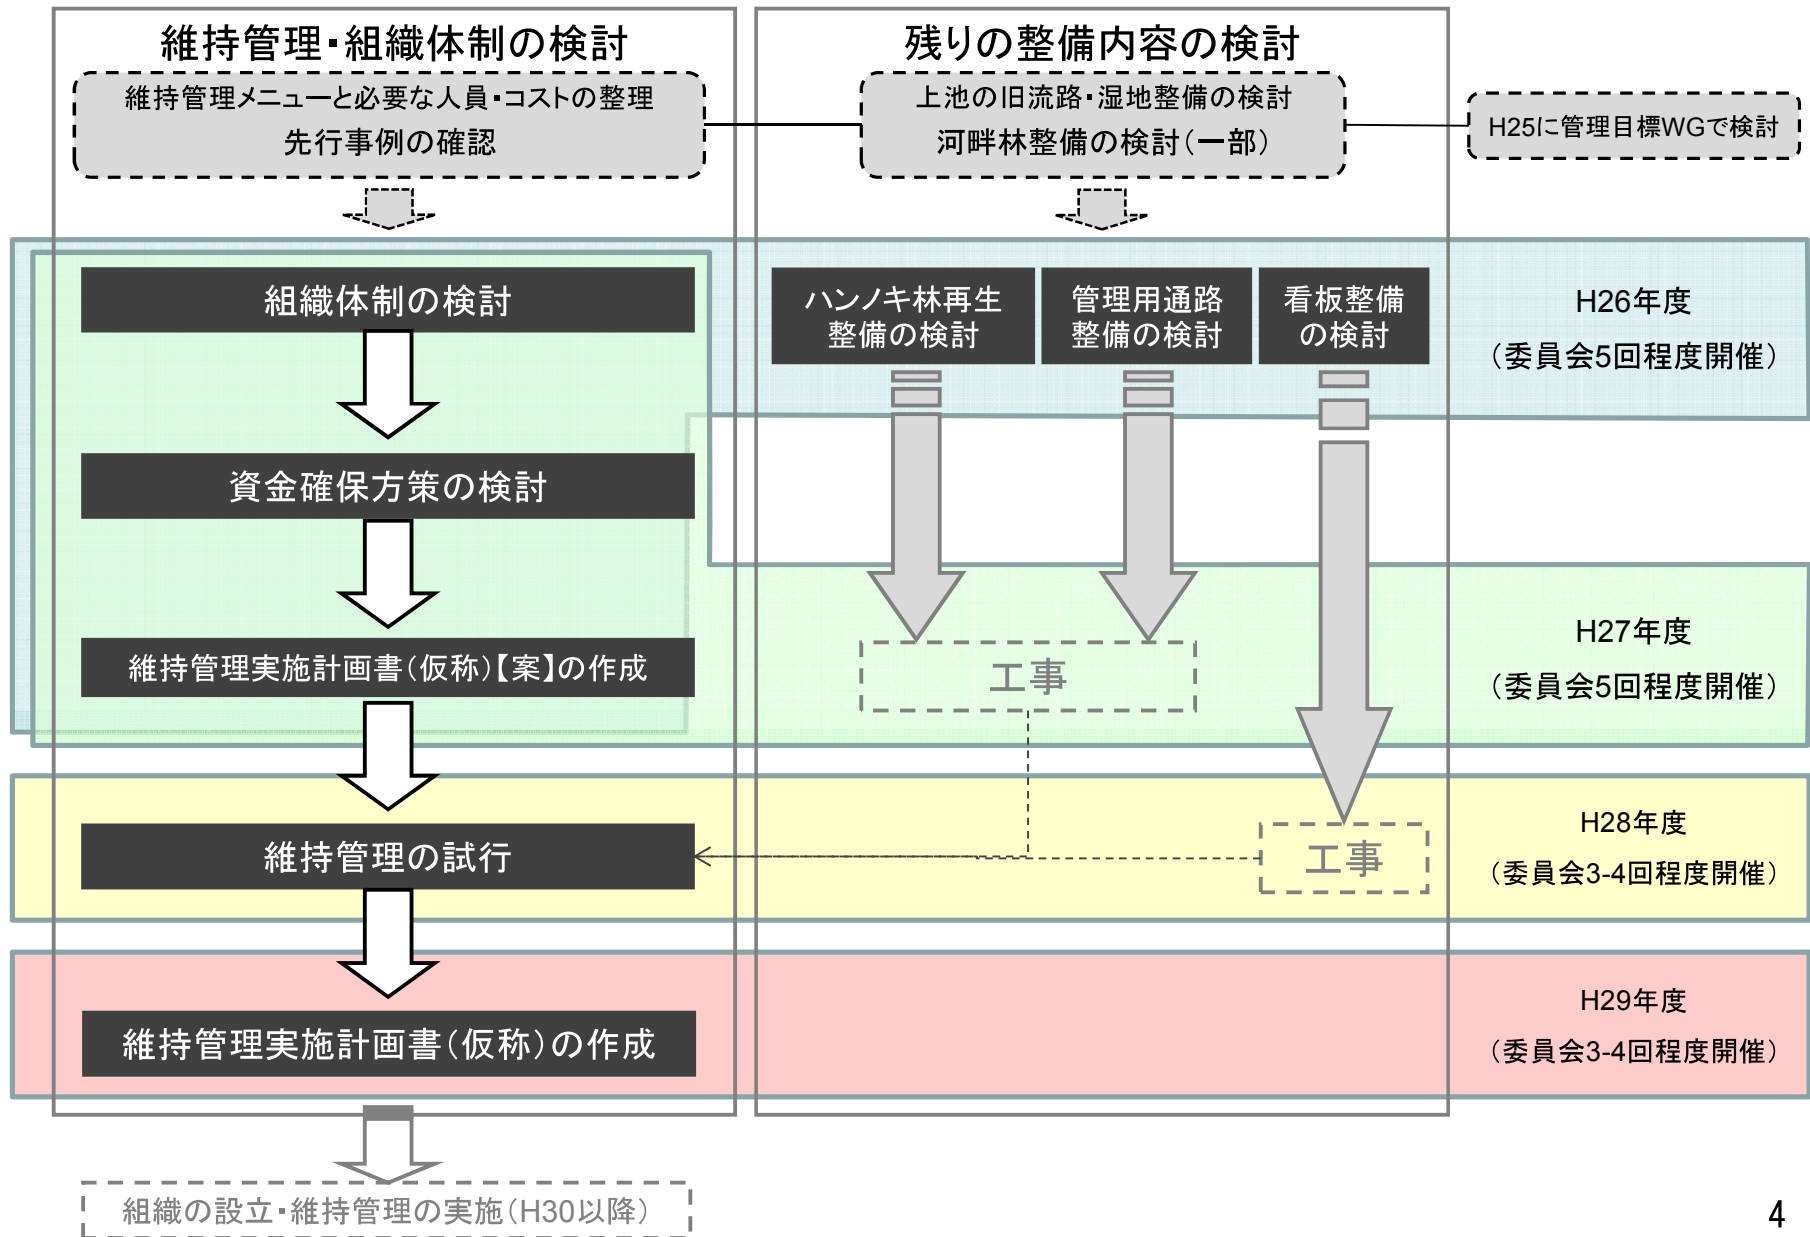 維持管理・組織体制の検討
維持管理メニューと必要な人員・コストの整理
先行事例の確認
残りの整備内容の検討
上池の旧流路・湿地整備の検討
河畔林整備の検討（一部）
H25に管理目標WGで検討
組織体制の検討
資金確保方策の検討
維持管理実施計画書（仮称）【案】の作成
維持管理の試行
維持管理実施計画書（仮称）の作成
組織の設立・維持管理の実施（H30以降）
ハンノキ林再生
整備の検討
管理用通路
整備の検討
看板整備
の検討
工事
工事
H26年度
（委員会5回程度開催）
H27年度
（委員会5回程度開催）
H28年度
（委員会3-4回程度開催）
H29年度
（委員会3-4回程度開催）
4